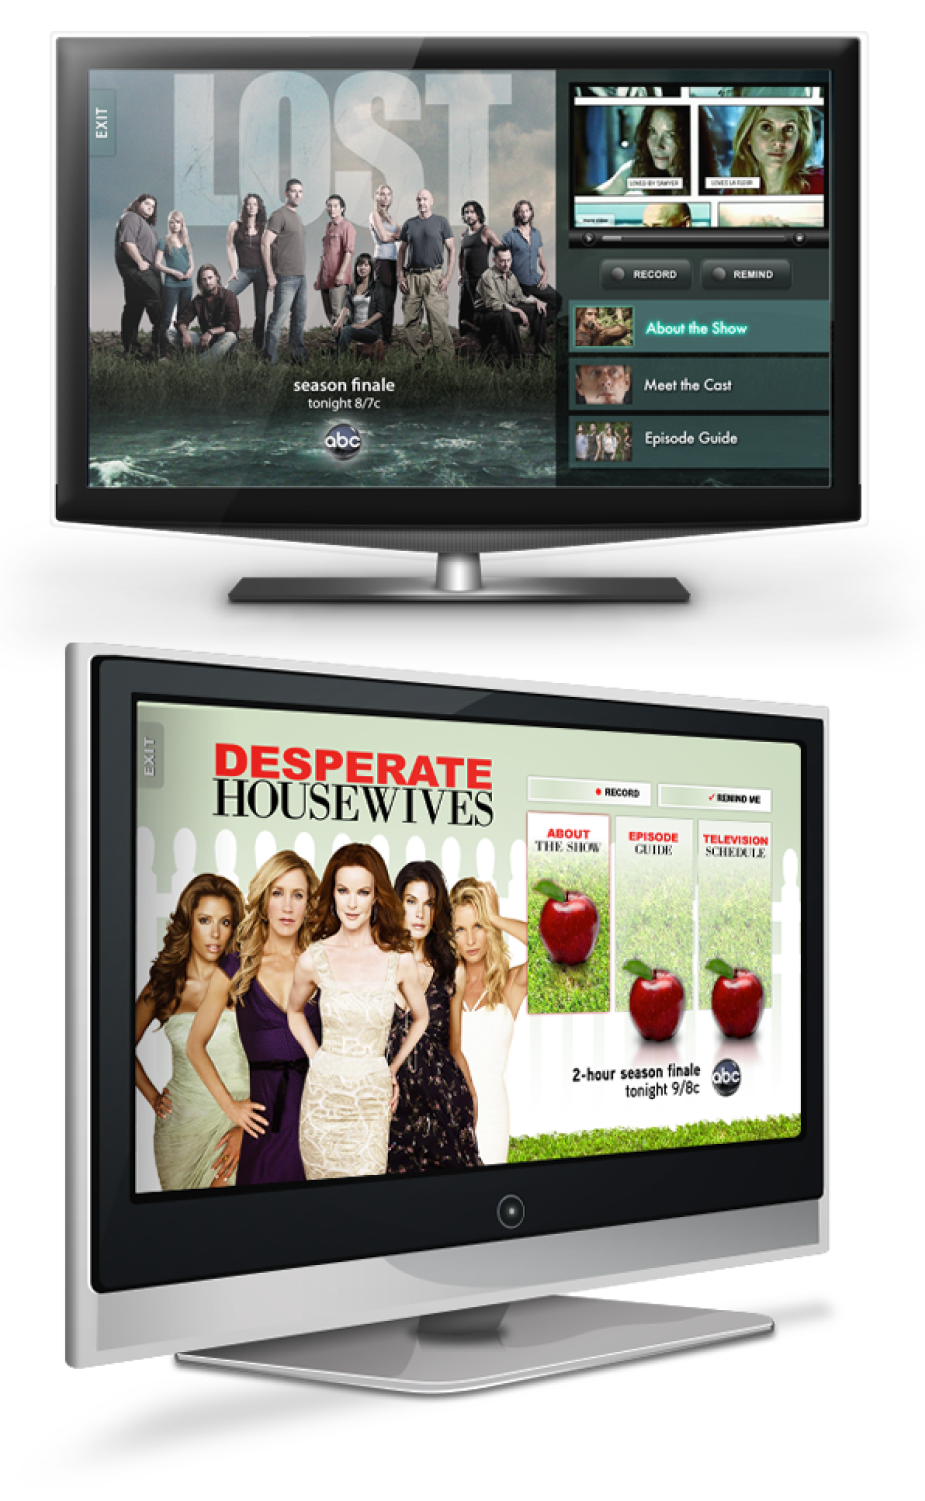 EXIT
LOST
LOVED BY SAWYER
LOVES LA FLEUR
RECORD
REMIND
About the Show
Meet the Cast
Episode Guide
season finale
tonight 8/7c
abc
EXIT
DESPERATE
HOUSEWIVES
RECORD
REMIND ME
ABOUT
THE SHOW
EPISODE
GUIDE
TELEVISION
SCHEDULE
2-hour season finale
tonight 9/8c
abc